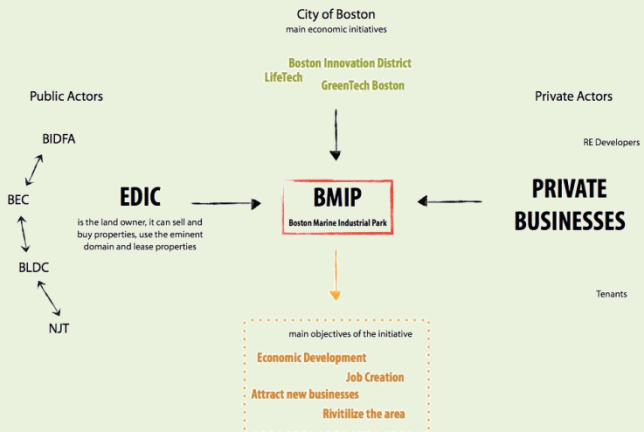 City of Boston
main economic initiatives
Boston Innovation District
LifeTech
GreenTech Boston
Public Actors
Private Actors
BIDFA
RE Developers
BEC
EDIC
is the land owner, it can sell and
buy properties, use the eminent
domain and lease properties
BMIP
Boston Marine Industrial Park
PRIVATE
BUSINESSES
BLDC
NJT
Tenants
main objectives of the initiative
Economic Development
Job Creation
Attract new businesses
Rivitilize the area